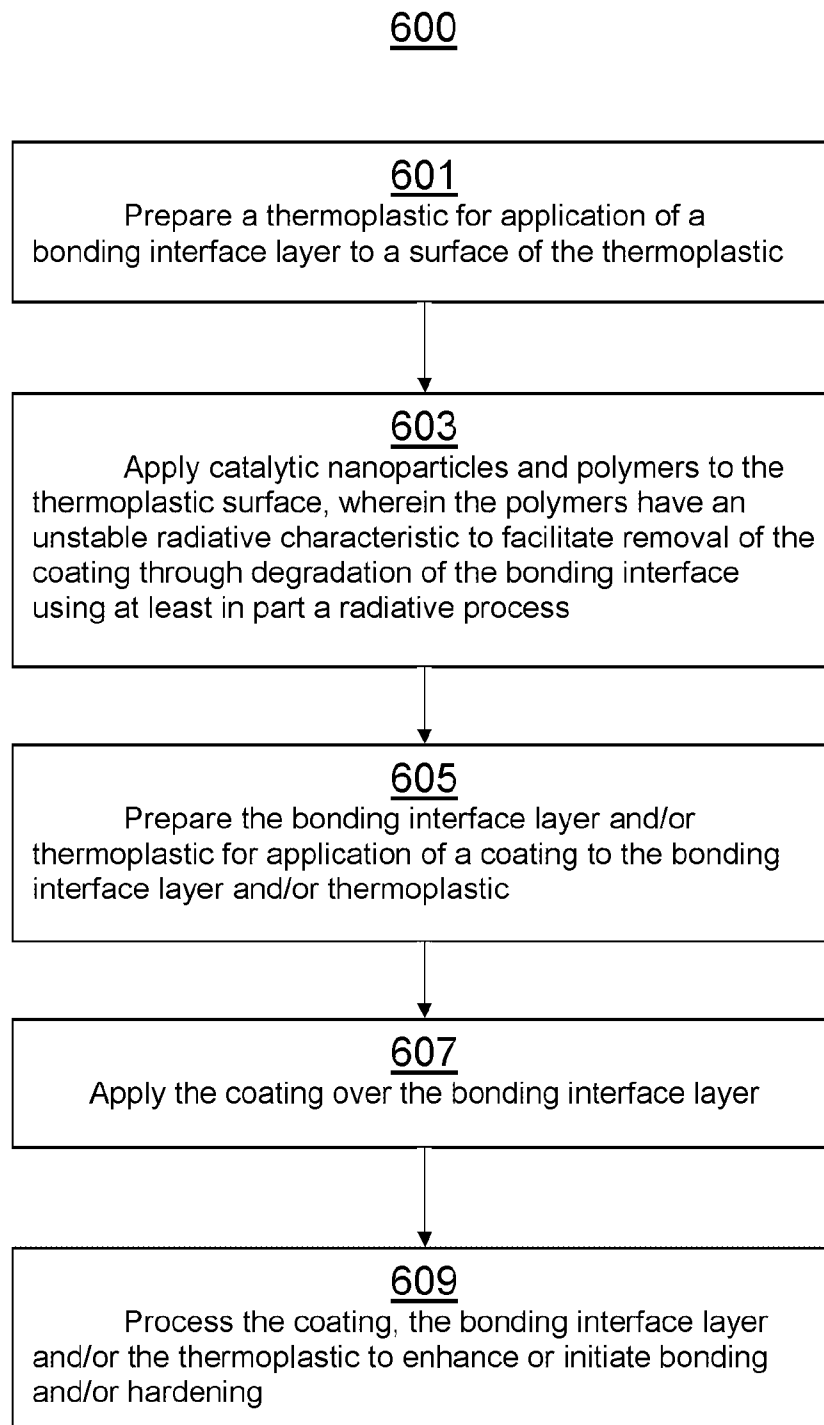 600
601
Prepare a thermoplastic for application of a
bonding interface layer to a surface of the thermoplastic
603
Apply catalytic nanoparticles and polymers to the
thermoplastic surface, wherein the polymers have an
unstable radiative characteristic to facilitate removal of the
coating through degradation of the bonding interface
using at least in part a radiative process
605
Prepare the bonding interface layer and/or
thermoplastic for application of a coating to the bonding
interface layer and/or thermoplastic
607
Apply the coating over the bonding interface layer
609
Process the coating, the bonding interface layer
and/or the thermoplastic to enhance or initiate bonding
and/or hardening